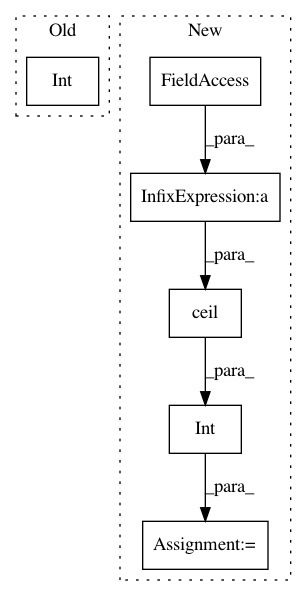 Old
New
Int
FieldAccess
_para_
InfixExpression:a
_para_
ceil
_para_
Int
_para_
Assignment:=